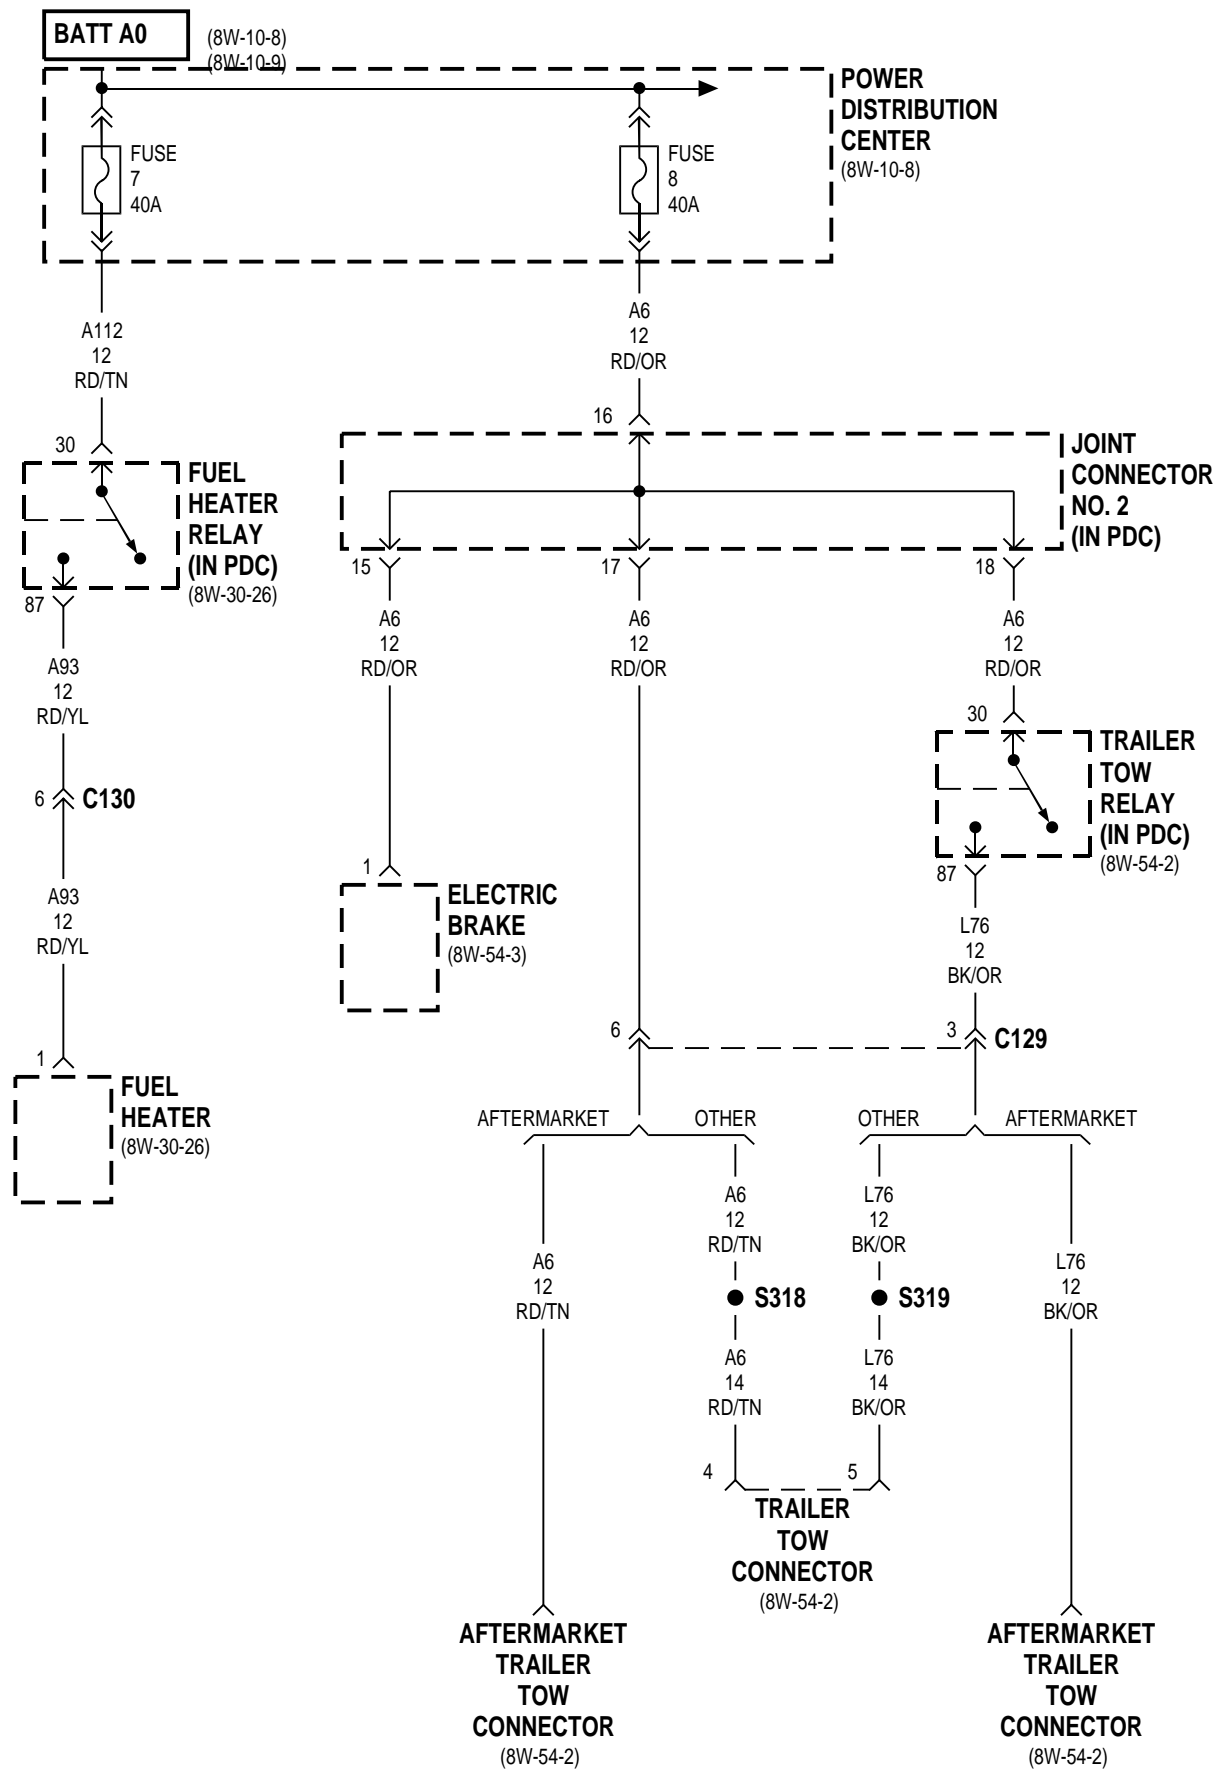 BATT A0
(8W-10-8)
(8W-10-9)
POWER
DISTRIBUTION
CENTER
(8W-10-8)
FUSE
7
40A
FUSE
8
40A
A112
12
RD/TN
A6
12
RD/OR
30
FUEL
HEATER
RELAY
(IN PDC)
(8W-30-26)
87
16
JOINT
CONNECTOR
NO. 2
(IN PDC)
15
17
18
A93
12
RD/YL
A6
12
RD/OR
A6
12
RD/OR
A6
12
RD/OR
6
C130
30
TRAILER
TOW
RELAY
(IN PDC)
(8W-54-2)
87
A93
12
RD/YL
1
ELECTRIC
BRAKE
(8W-54-3)
L76
12
BK/OR
1
FUEL
HEATER
(8W-30-26)
6
3
C129
AFTERMARKET
OTHER
OTHER
AFTERMARKET
A6
12
RD/TN
A6
12
RD/TN
L76
12
BK/OR
L76
12
BK/OR
S318
S319
A6
14
RD/TN
L76
14
BK/OR
4
5
TRAILER
TOW
CONNECTOR
(8W-54-2)
AFTERMARKET
TRAILER
TOW
CONNECTOR
(8W-54-2)
AFTERMARKET
TRAILER
TOW
CONNECTOR
(8W-54-2)